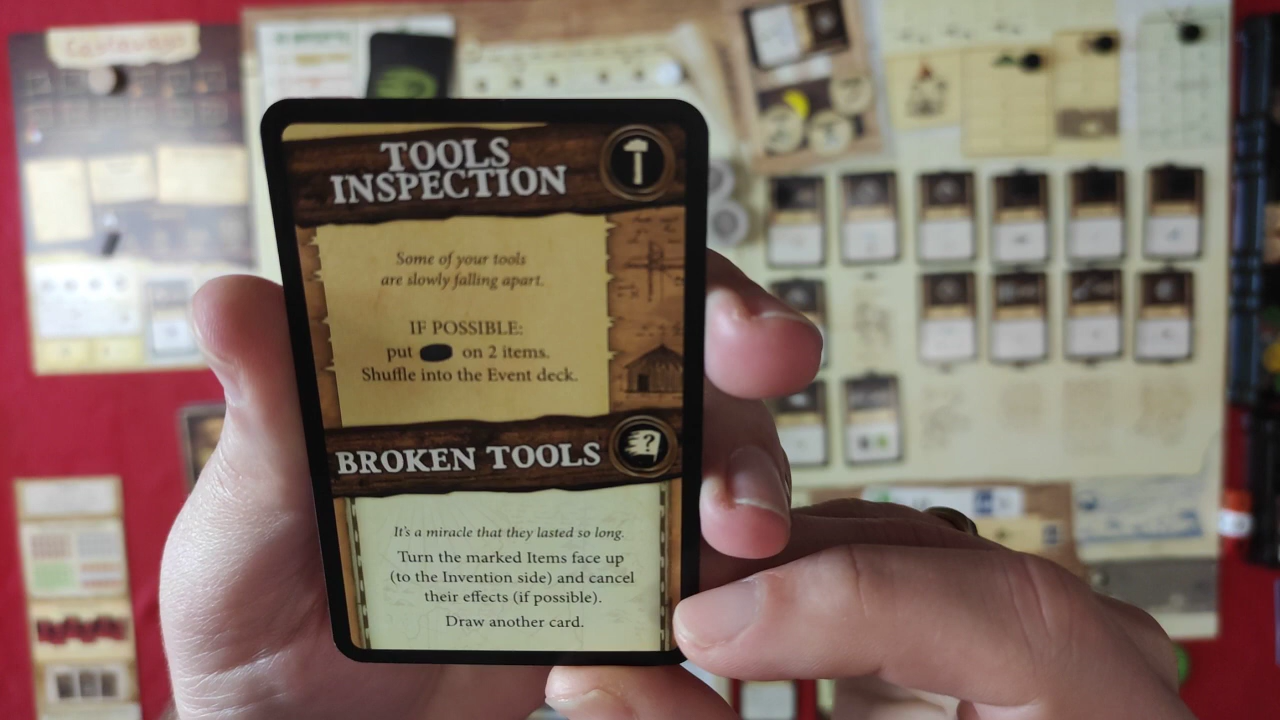 Castaways
TOOLS
INSPECTION
Some of your tools
are slowly falling apart.
IF POSSIBLE:
put on 2 items.
Shuffle into the Event deck.
BROKEN TOOLS
?
It's a miracle that they lasted so long.
Turn the marked Items face up
(to the Invention side) and cancel
their effects (if possible).
Draw another card.